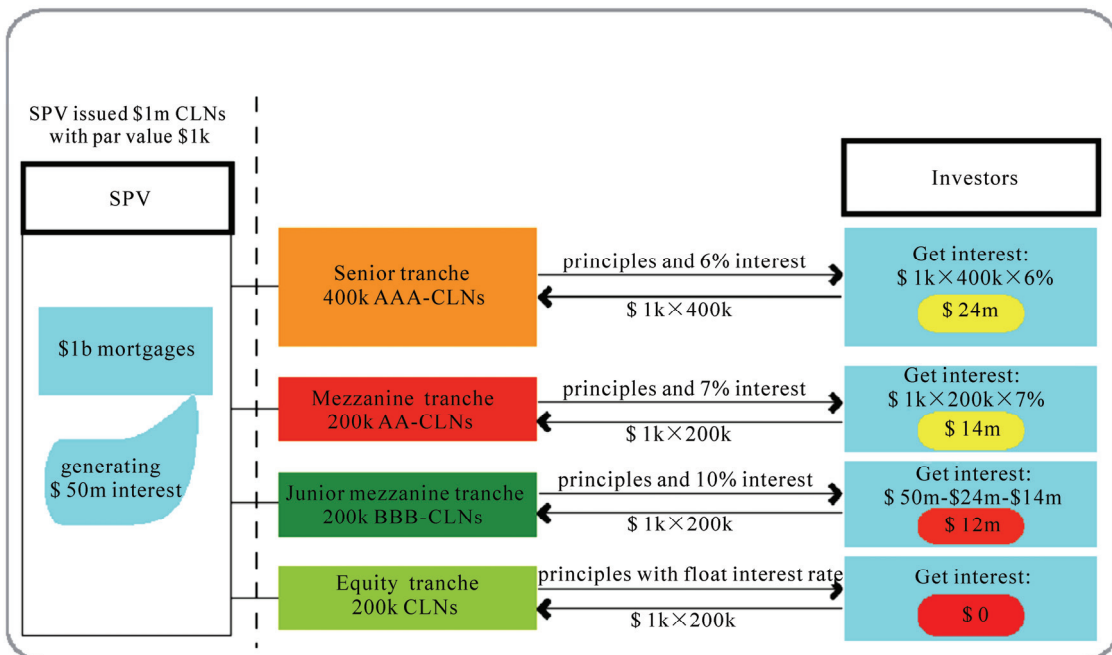 SPV issued $1m CLNs
with par value $1k
SPV
$1b mortgages
generating
$ 50m interest
Senior tranche
400k AAA-CLNs
Mezzanine tranche
200k AA-CLNs
Junior mezzanine tranche
200k BBB-CLNs
Equity tranche
200k CLNs
principles and 6% interest
$ 1k×400k
principles and 7% interest
$ 1k×200k
principles and 10% interest
$ 1k×200k
principles with float interest rate
$ 1k×200k
Investors
Get interest:
$ 1k×400k×6%
$ 24m
Get interest:
$ 1k×200k×7%
$ 14m
Get interest:
$ 50m-$24m-$14m
$ 12m
Get interest:
$ 0